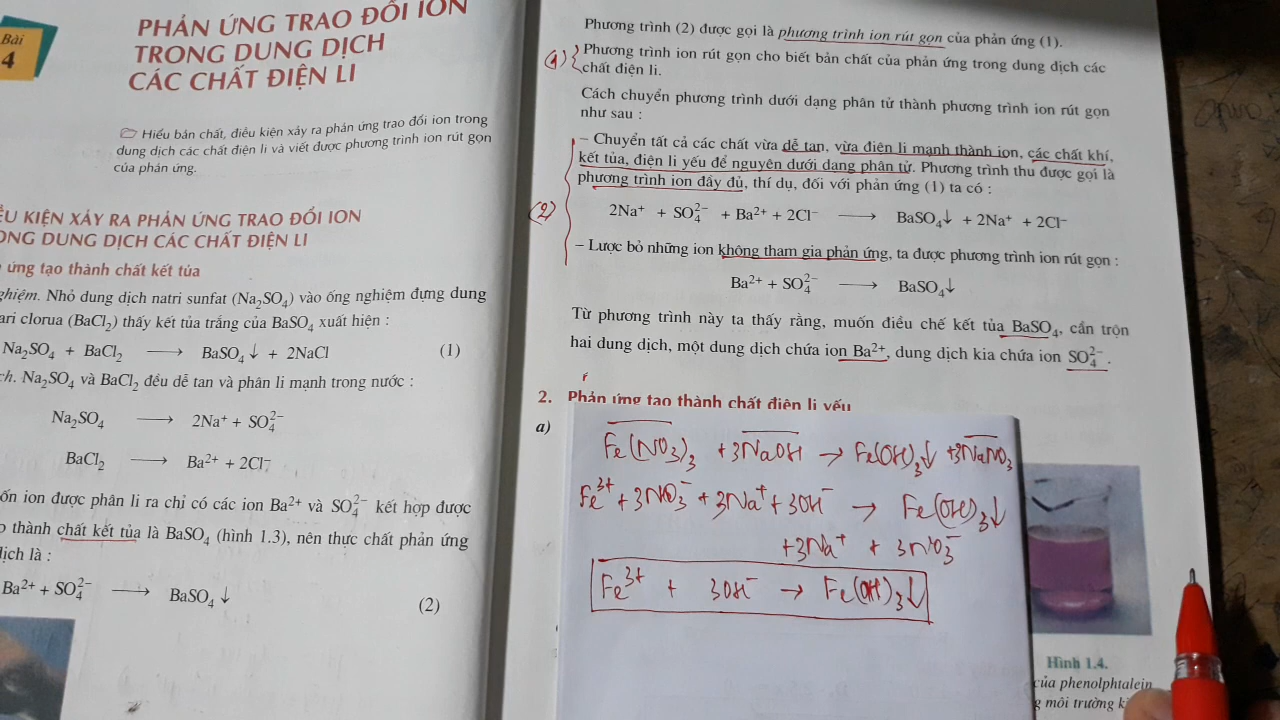 Bài
4
PHẢN ỨNG TRAO ĐỔI ION
TRONG DUNG DỊCH
CÁC CHẤT ĐIỆN LI
Hiểu bản chất, điều kiện xảy ra phản ứng trao đổi ion trong
dung dịch các chất điện li và viết được phương trình ion rút gọn
của phản ứng.
KIỆN XẢY RA PHẢN ỨNG TRAO ĐỔI ION
DUNG DỊCH CÁC CHẤT ĐIỆN LI
ứng tạo thành chất kết tủa
Nhỏ dung dịch natri sunfat (Na₂SO₄) vào ống nghiệm đựng dung
clorua (BaCl₂) thấy kết tủa trắng của BaSO₄ xuất hiện :
Na₂SO₄ + BaCl₂ ⟶ BaSO₄↓ + 2NaCl (1)
Na₂SO₄ và BaCl₂ đều dễ tan và phân li mạnh trong nước :
Na₂SO₄ ⟶ 2Na⁺ + SO₄²⁻
BaCl₂ ⟶ Ba²⁺ + 2Cl⁻
ion được phân li ra chỉ có các ion Ba²⁺ và SO₄²⁻ kết hợp được
thành chất kết tủa là BaSO₄ (hình 1.3), nên thực chất phản ứng
là :
Ba²⁺ + SO₄²⁻ ⟶ BaSO₄↓ (2)
Phương trình (2) được gọi là phương trình ion rút gọn của phản ứng (1).
(1) Phương trình ion rút gọn cho biết bản chất của phản ứng trong dung dịch các
chất điện li.
Cách chuyển phương trình dưới dạng phân tử thành phương trình ion rút gọn
như sau :
– Chuyển tất cả các chất vừa dễ tan, vừa điện li mạnh thành ion, các chất khí,
kết tủa, điện li yếu để nguyên dưới dạng phân tử. Phương trình thu được gọi là
phương trình ion đầy đủ, thí dụ, đối với phản ứng (1) ta có :
(2) 2Na⁺ + SO₄²⁻ + Ba²⁺ + 2Cl⁻ ⟶ BaSO₄↓ + 2Na⁺ + 2Cl⁻
– Lược bỏ những ion không tham gia phản ứng, ta được phương trình ion rút gọn :
Ba²⁺ + SO₄²⁻ ⟶ BaSO₄↓
Từ phương trình này ta thấy rằng, muốn điều chế kết tủa BaSO₄, cần trộn
hai dung dịch, một dung dịch chứa ion Ba²⁺, dung dịch kia chứa ion SO₄²⁻.
2. Phản ứng tạo thành chất điện li yếu
a)
Fe(NO₃)₃ + 3NaOH → Fe(OH)₃↓ + 3NaNO₃
Fe³⁺ + 3NO₃⁻ + 3Na⁺ + 3OH⁻ → Fe(OH)₃↓
+ 3Na⁺ + 3NO₃⁻
Fe³⁺ + 3OH⁻ → Fe(OH)₃↓
Hình 1.4.
của phenolphtalein
môi trường